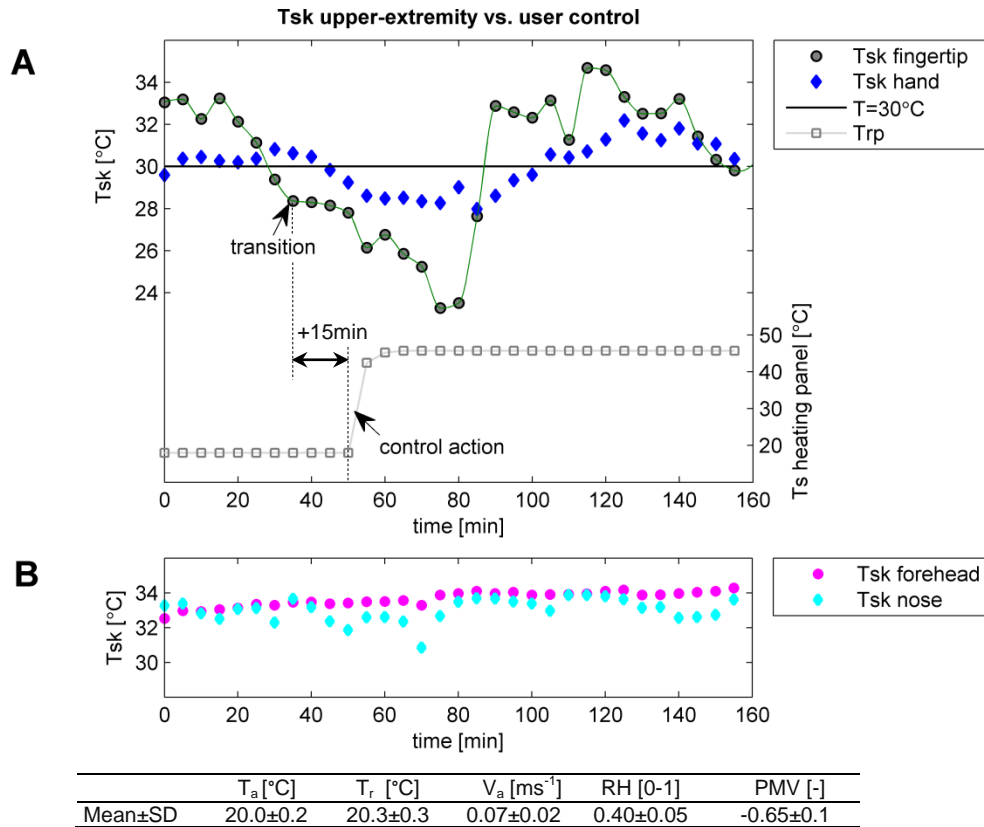 Tsk upper-extremity vs. user control
A
34
32
30
28
26
24
Tsk [°C]
Tsk fingertip
Tsk hand
T=30°C
Trp
transition
+15min
control action
50
40
30
20
Ts heating panel [°C]
0 20 40 60 80 100 120 140 160
time [min]
B
34
32
30
Tsk [°C]
Tsk forehead
Tsk nose
0 20 40 60 80 100 120 140 160
time [min]
Ta [°C] Tr [°C] Va [ms-1] RH [0-1] PMV [-]
Mean±SD 20.0±0.2 20.3±0.3 0.07±0.02 0.40±0.05 -0.65±0.1